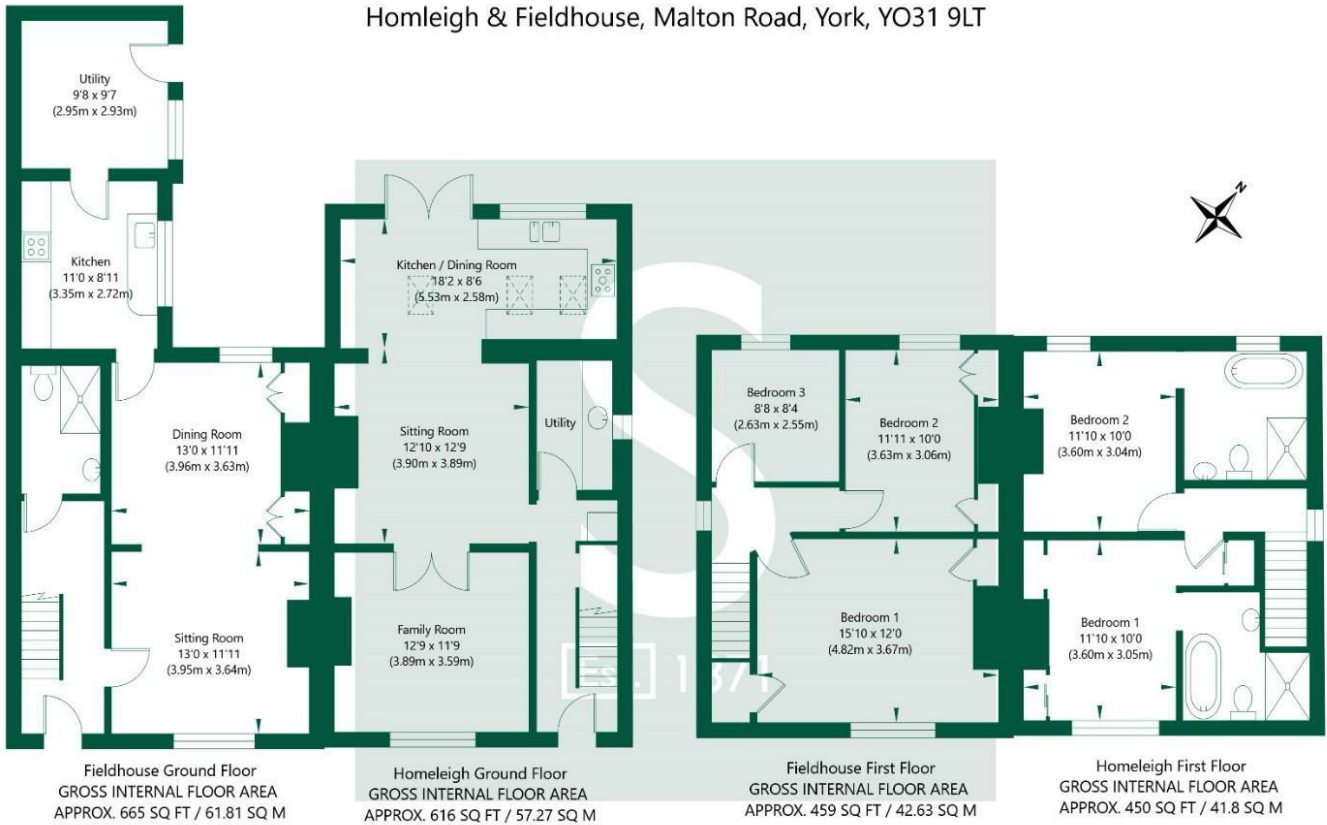 Homleigh & Fieldhouse, Malton Road, York, YO31 9LT
N
Utility
9'8 x 9'7
(2.95m x 2.93m)
Kitchen
11'0 x 8'11
(3.35m x 2.72m)
Dining Room
13'0 x 11'11
(3.96m x 3.63m)
Sitting Room
13'0 x 11'11
(3.95m x 3.64m)
Fieldhouse Ground Floor
GROSS INTERNAL FLOOR AREA
APPROX. 665 SQ FT / 61.81 SQ M
Kitchen / Dining Room
18'2 x 8'6
(5.53m x 2.58m)
Sitting Room
12'10 x 12'9
(3.90m x 3.89m)
Utility
Family Room
12'9 x 11'9
(3.89m x 3.59m)
Homeleigh Ground Floor
GROSS INTERNAL FLOOR AREA
APPROX. 616 SQ FT / 57.27 SQ M
S
Est. 1871
Bedroom 3
8'8 x 8'4
(2.63m x 2.55m)
Bedroom 2
11'11 x 10'0
(3.63m x 3.06m)
Bedroom 1
15'10 x 12'0
(4.82m x 3.67m)
Fieldhouse First Floor
GROSS INTERNAL FLOOR AREA
APPROX. 459 SQ FT / 42.63 SQ M
Bedroom 2
11'10 x 10'0
(3.60m x 3.04m)
Bedroom 1
11'10 x 10'0
(3.60m x 3.05m)
Homeleigh First Floor
GROSS INTERNAL FLOOR AREA
APPROX. 450 SQ FT / 41.8 SQ M